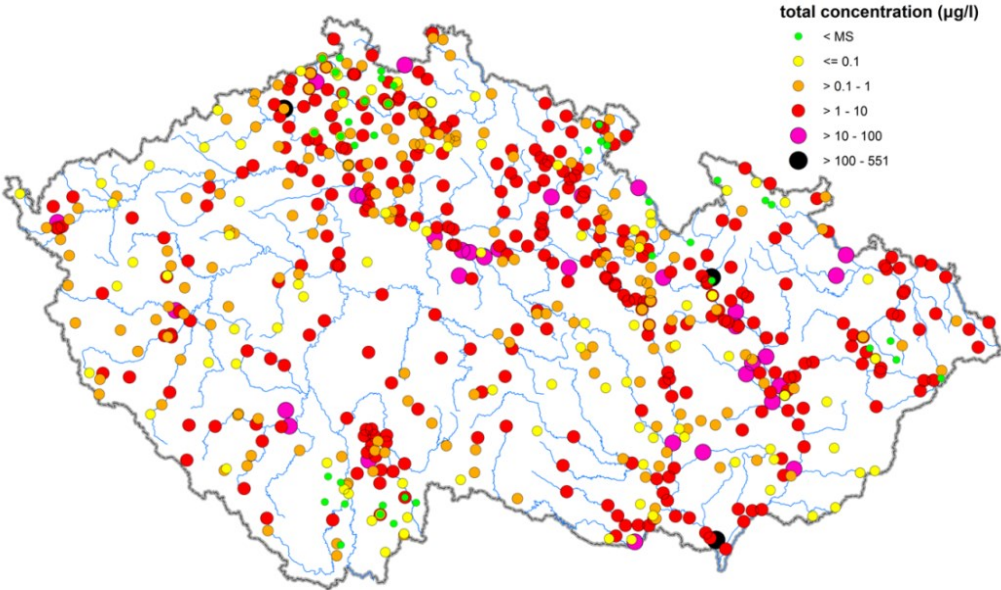 total concentration (µg/l)
< MS
<= 0.1
> 0.1 - 1
> 1 - 10
> 10 - 100
> 100 - 551